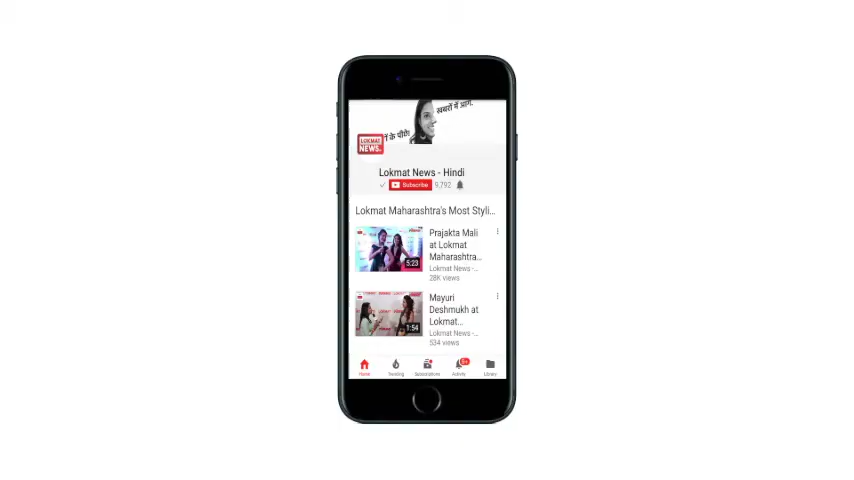 खबरों में आगे,
के पीछे!
LOKMAT
NEWS
Lokmat News - Hindi
Subscribe 9,792
Lokmat Maharashtra's Most Styli...
Prajakta Mali
at Lokmat
Maharashtra...
Lokmat News -...
28K views
5:23
Mayuri
Deshmukh at
Lokmat...
Lokmat News -...
534 views
1:54
Home Trending Subscriptions Activity Library
9+